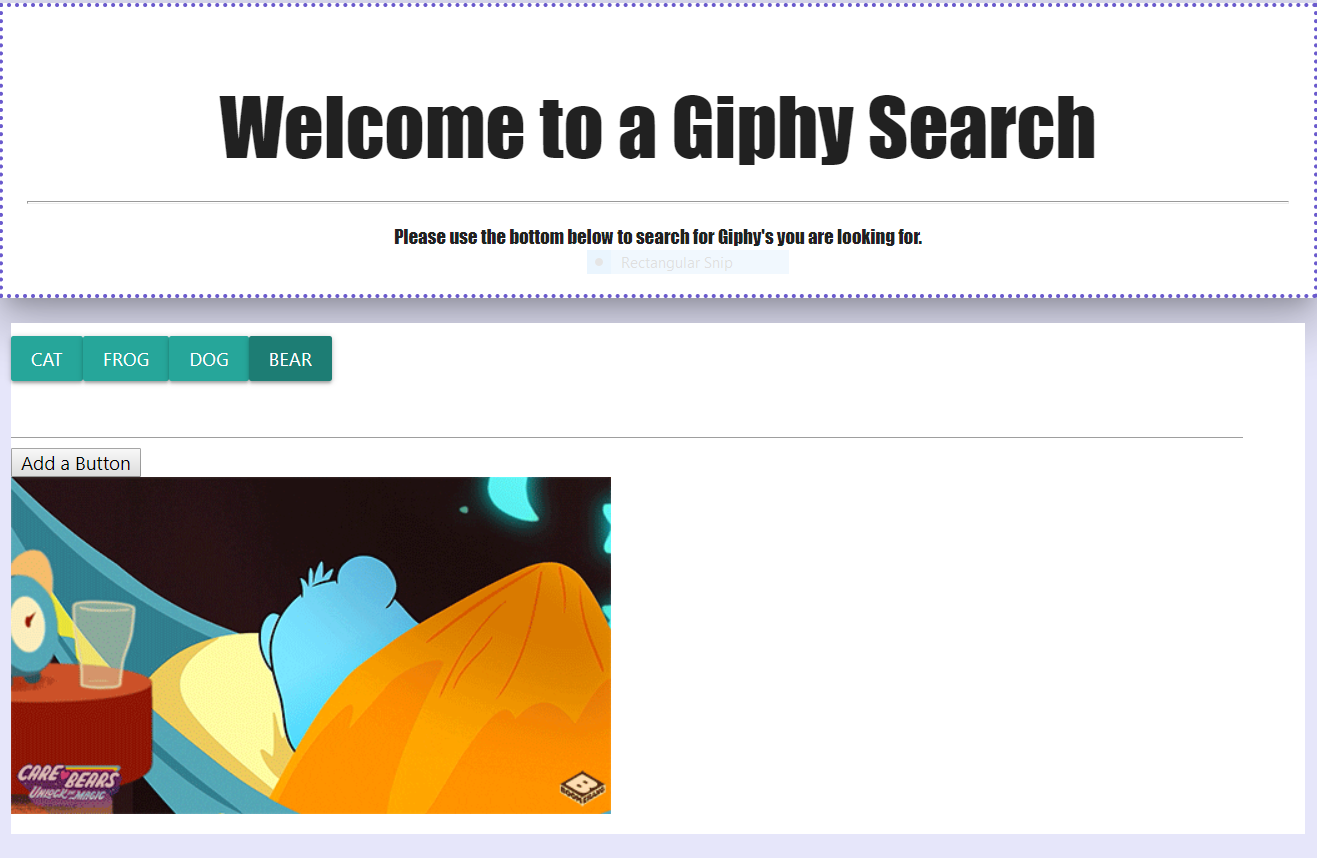 Welcome to a Giphy Search
Please use the bottom below to search for Giphy's you are looking for.
Rectangular Snip
CAT FROG DOG BEAR
Add a Button
CARE BEARS
UNLOCK THE MAGIC
BOOMERANG